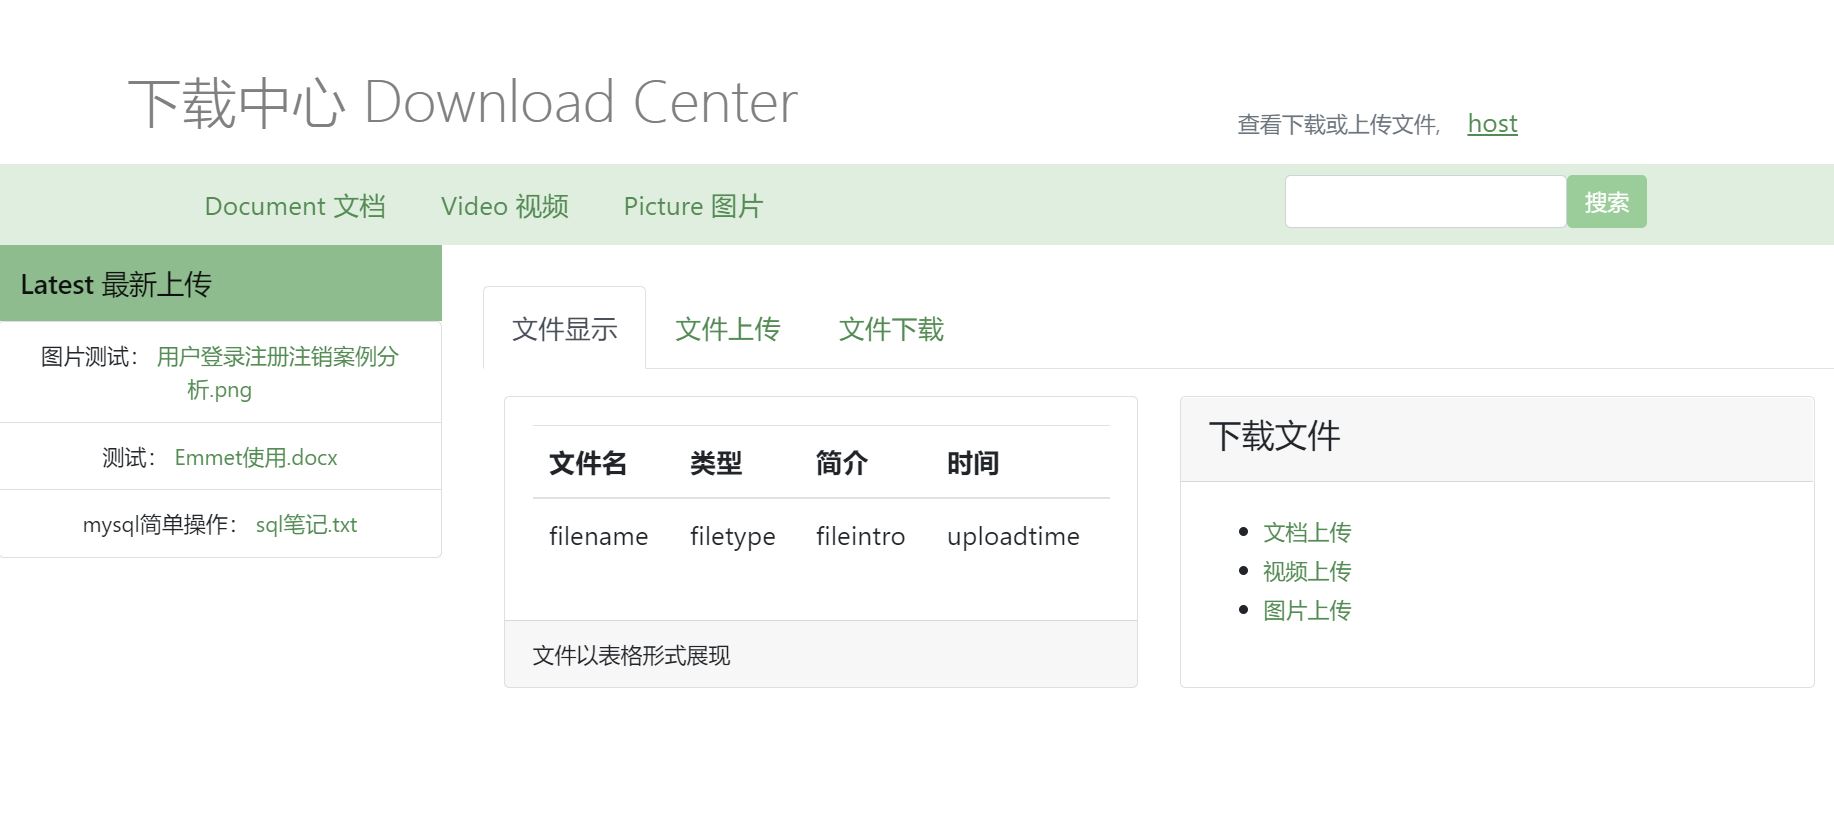 下载中心 Download Center
查看下载或上传文件, host
Document 文档 Video 视频 Picture 图片 搜索
Latest 最新上传
图片测试： 用户登录注册注销案例分
析.png
测试： Emmet使用.docx
mysql简单操作： sql笔记.txt
文件显示 文件上传 文件下载
文件名 类型 简介 时间
filename filetype fileintro uploadtime
文件以表格形式展现
下载文件
文档上传
视频上传
图片上传